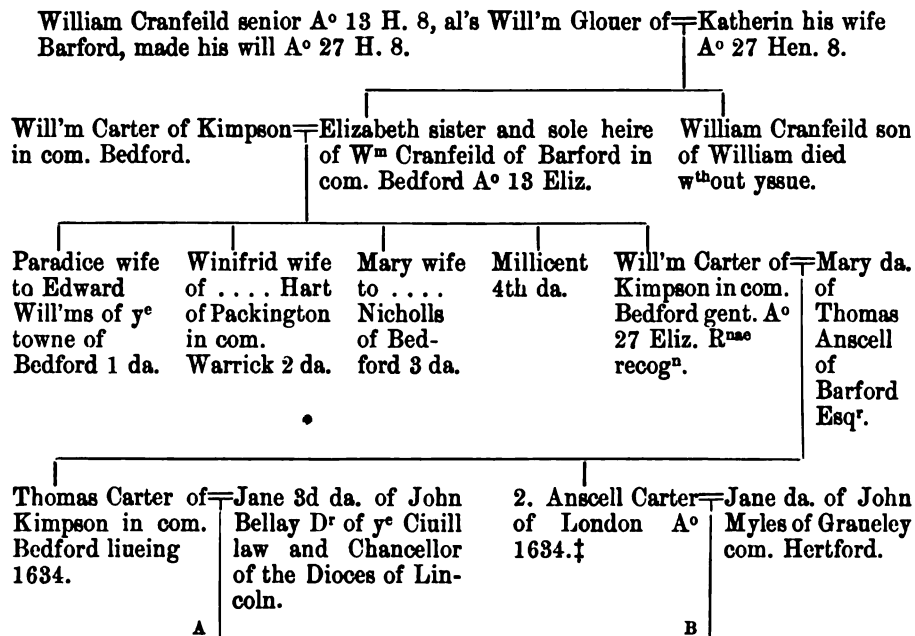 William Cranfeild senior Aº 13 H. 8, al's Will'm Glouer of
Barford, made his will Aº 27 H. 8.
Katherin his wife
Aº 27 Hen. 8.
Will'm Carter of Kimpson
in com. Bedford.
Elizabeth sister and sole heire
of Wᵐ Cranfeild of Barford in
com. Bedford Aº 13 Eliz.
William Cranfeild son
of William died
wᵗʰout yssue.
Paradice wife
to Edward
Will'ms of yᵉ
towne of
Bedford 1 da.
Winifrid wife
of .... Hart
of Packington
in com.
Warrick 2 da.
Mary wife
to ....
Nicholls
of Bed-
ford 3 da.
Millicent
4th da.
Will'm Carter of
Kimpson in com.
Bedford gent. Aº
27 Eliz. Rⁿᵃᵉ
recogⁿ.
Mary da.
of
Thomas
Anscell
of
Barford
Esqʳ.
Thomas Carter of
Kimpson in com.
Bedford liueing
1634.
Jane 3d da. of John
Bellay Dʳ of yᵉ Ciuill
law and Chancellor
of the Dioces of Lin-
coln.
2. Anscell Carter
of London Aº
1634.‡
Jane da. of John
Myles of Graueley
com. Hertford.
A
B